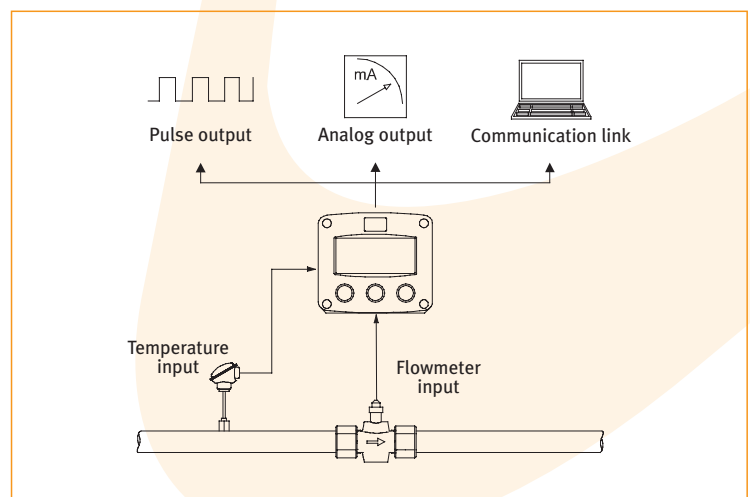 mA
Pulse output
Analog output
Communication link
Temperature
input
Flowmeter
input